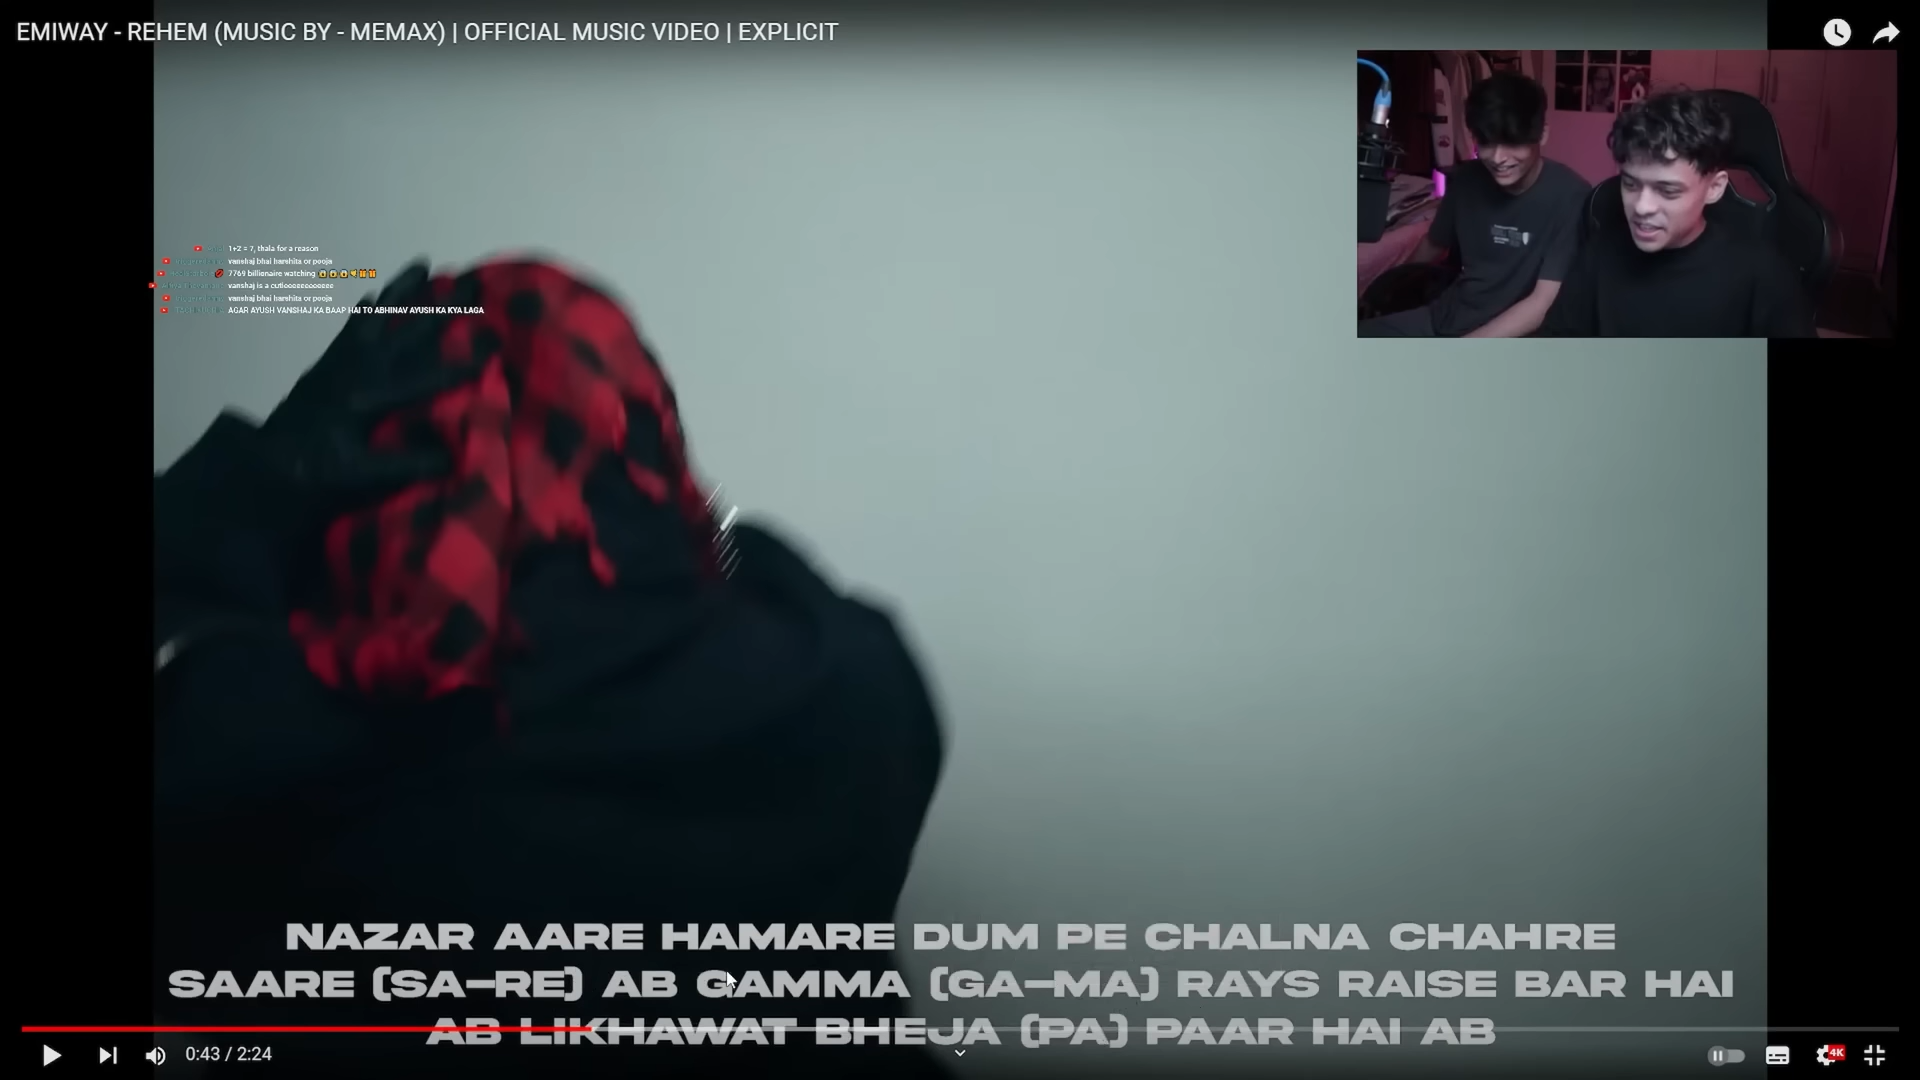 EMIWAY - REHEM (MUSIC BY - MEMAX) | OFFICIAL MUSIC VIDEO | EXPLICIT
1+2 = 7, thala for a reason
vanshaj bhai harshita or pooja
7769 billionaire watching
vanshaj is a cutieeeeeeeeeeee
vanshaj bhai harshita or pooja
AGAR AYUSH VANSHAJ KA BAAP HAI TO ABHINAV AYUSH KA KYA LAGA
NAZAR AARE HAMARE DUM PE CHALNA CHAHRE
SAARE (SA-RE) AB GAMMA (GA-MA) RAYS RAISE BAR HAI
AB LIKHAWAT BHEJA (PA) PAAR HAI AB
0:43 / 2:24
4K